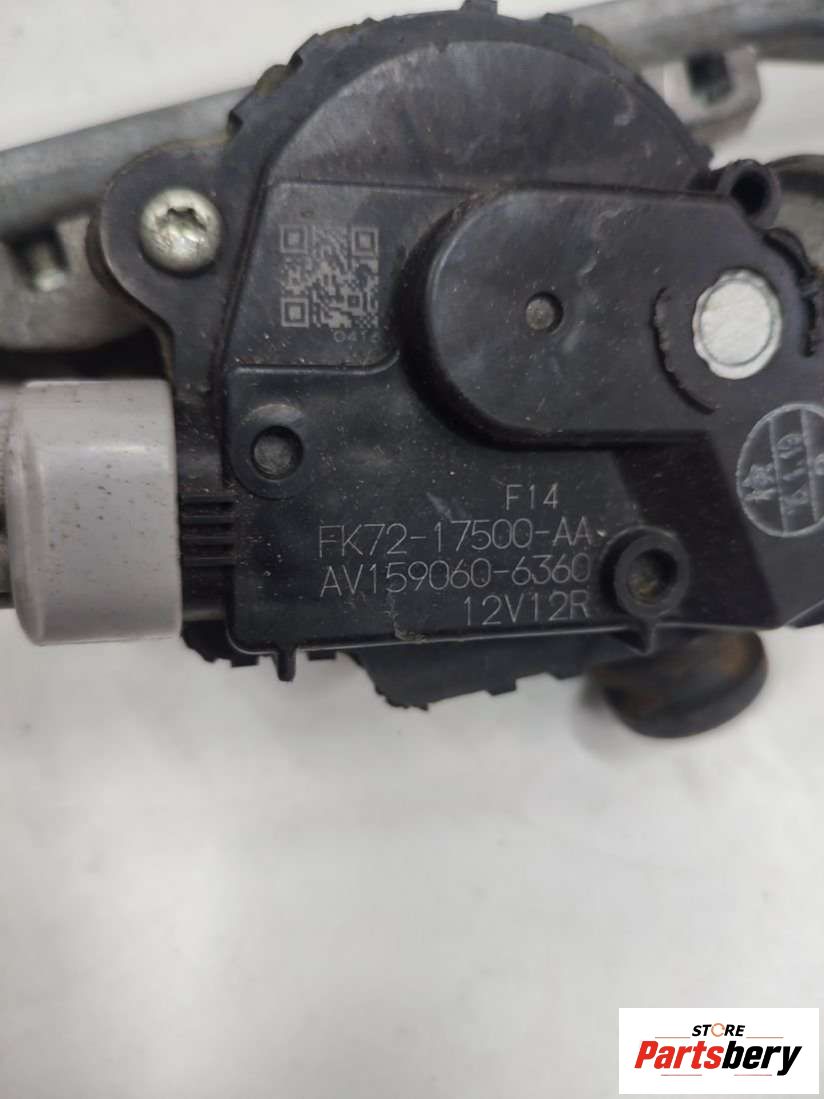 F14
FK72-17500-AA
AV159060-6360
12V12R
STORE
Partsbery